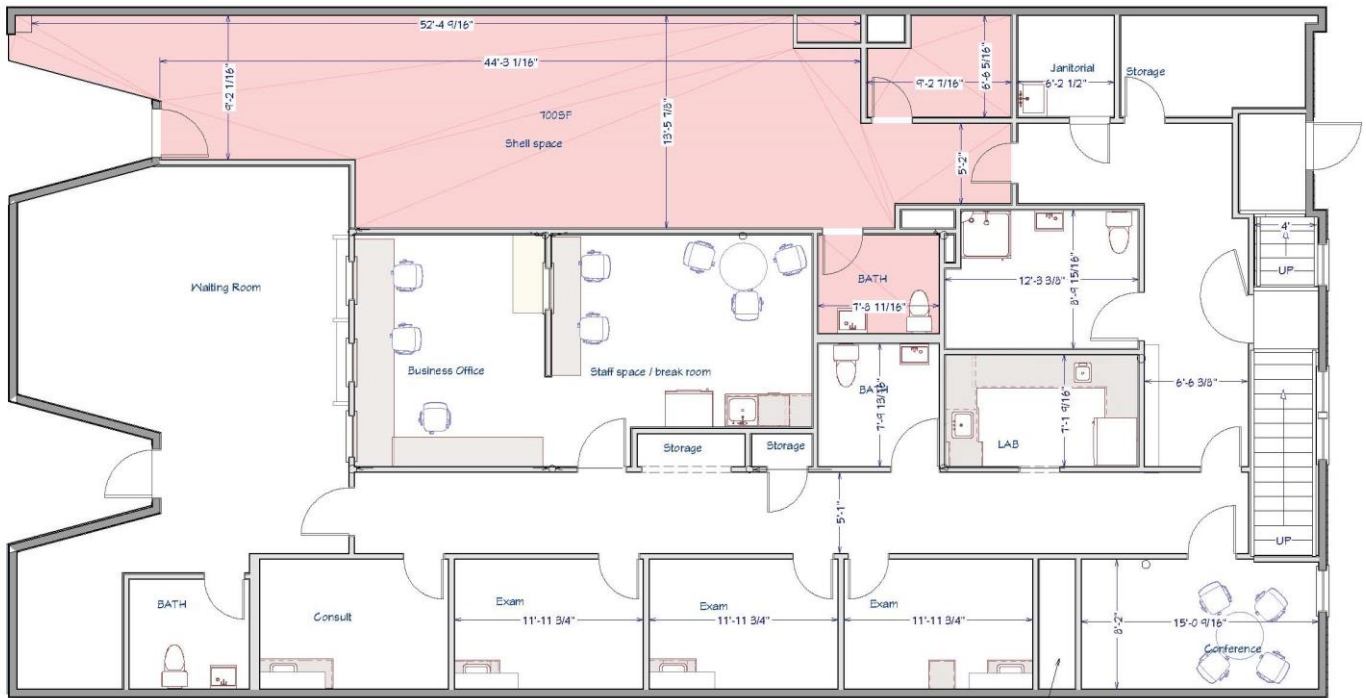 52'-4 9/16"
44'-3 1/16"
9'-2 1/16"
13'-5 7/8"
9'-2 7/16"
6'-6 5/16"
Janitorial
6'-2 1/2"
Storage
700SF
Shell space
5'-2"
4'
UP
Waiting Room
BATH
7'-8 11/16"
12'-3 3/8"
8'-9 15/16"
Business Office
Staff space / break room
BATH
7'-9 13/16"
7'-1 9/16"
6'-6 3/8"
LAB
Storage
Storage
5'-1"
UP
BATH
Consult
Exam
11'-11 3/4"
Exam
11'-11 3/4"
Exam
11'-11 3/4"
8'-2"
15'-0 9/16"
Conference